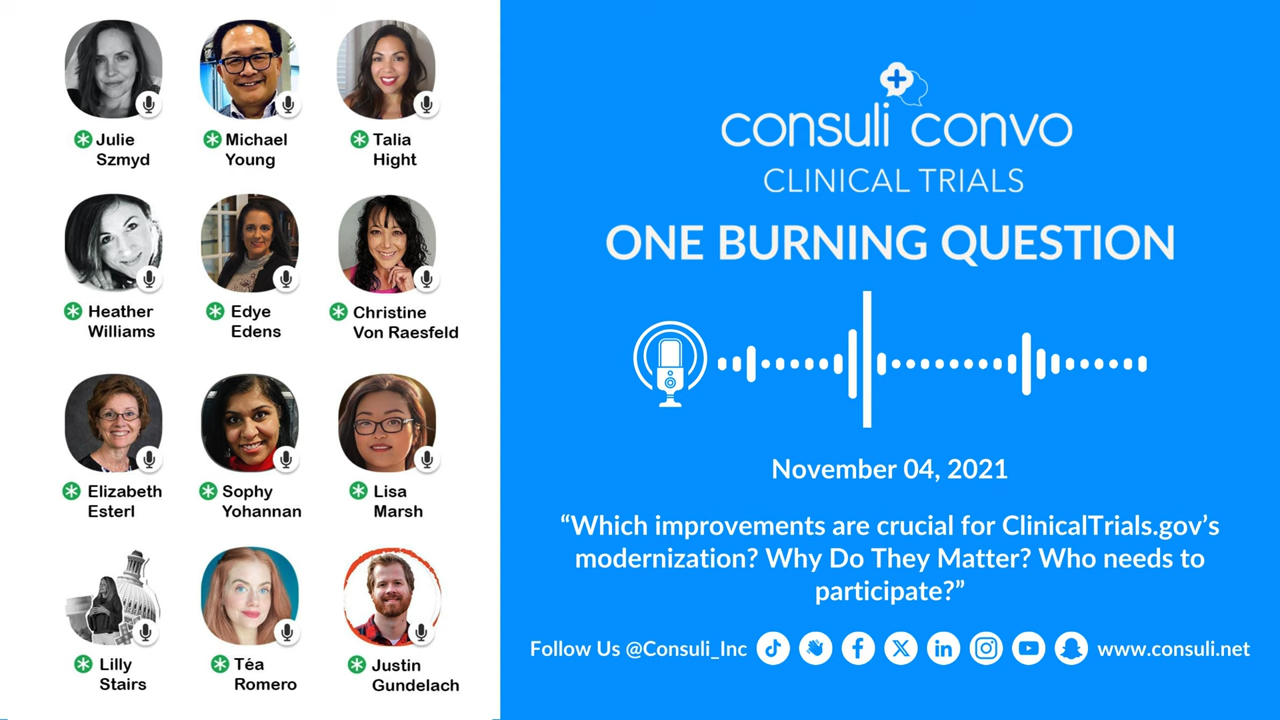 Julie
Szmyd
Michael
Young
Talia
Hight
Heather
Williams
Edye
Edens
Christine
Von Raesfeld
Elizabeth
Esterl
Sophy
Yohannan
Lisa
Marsh
Lilly
Stairs
Téa
Romero
Justin
Gundelach
consuli convo
CLINICAL TRIALS
ONE BURNING QUESTION
November 04, 2021
“Which improvements are crucial for ClinicalTrials.gov’s
modernization? Why Do They Matter? Who needs to
participate?”
Follow Us @Consuli_Inc
www.consuli.net